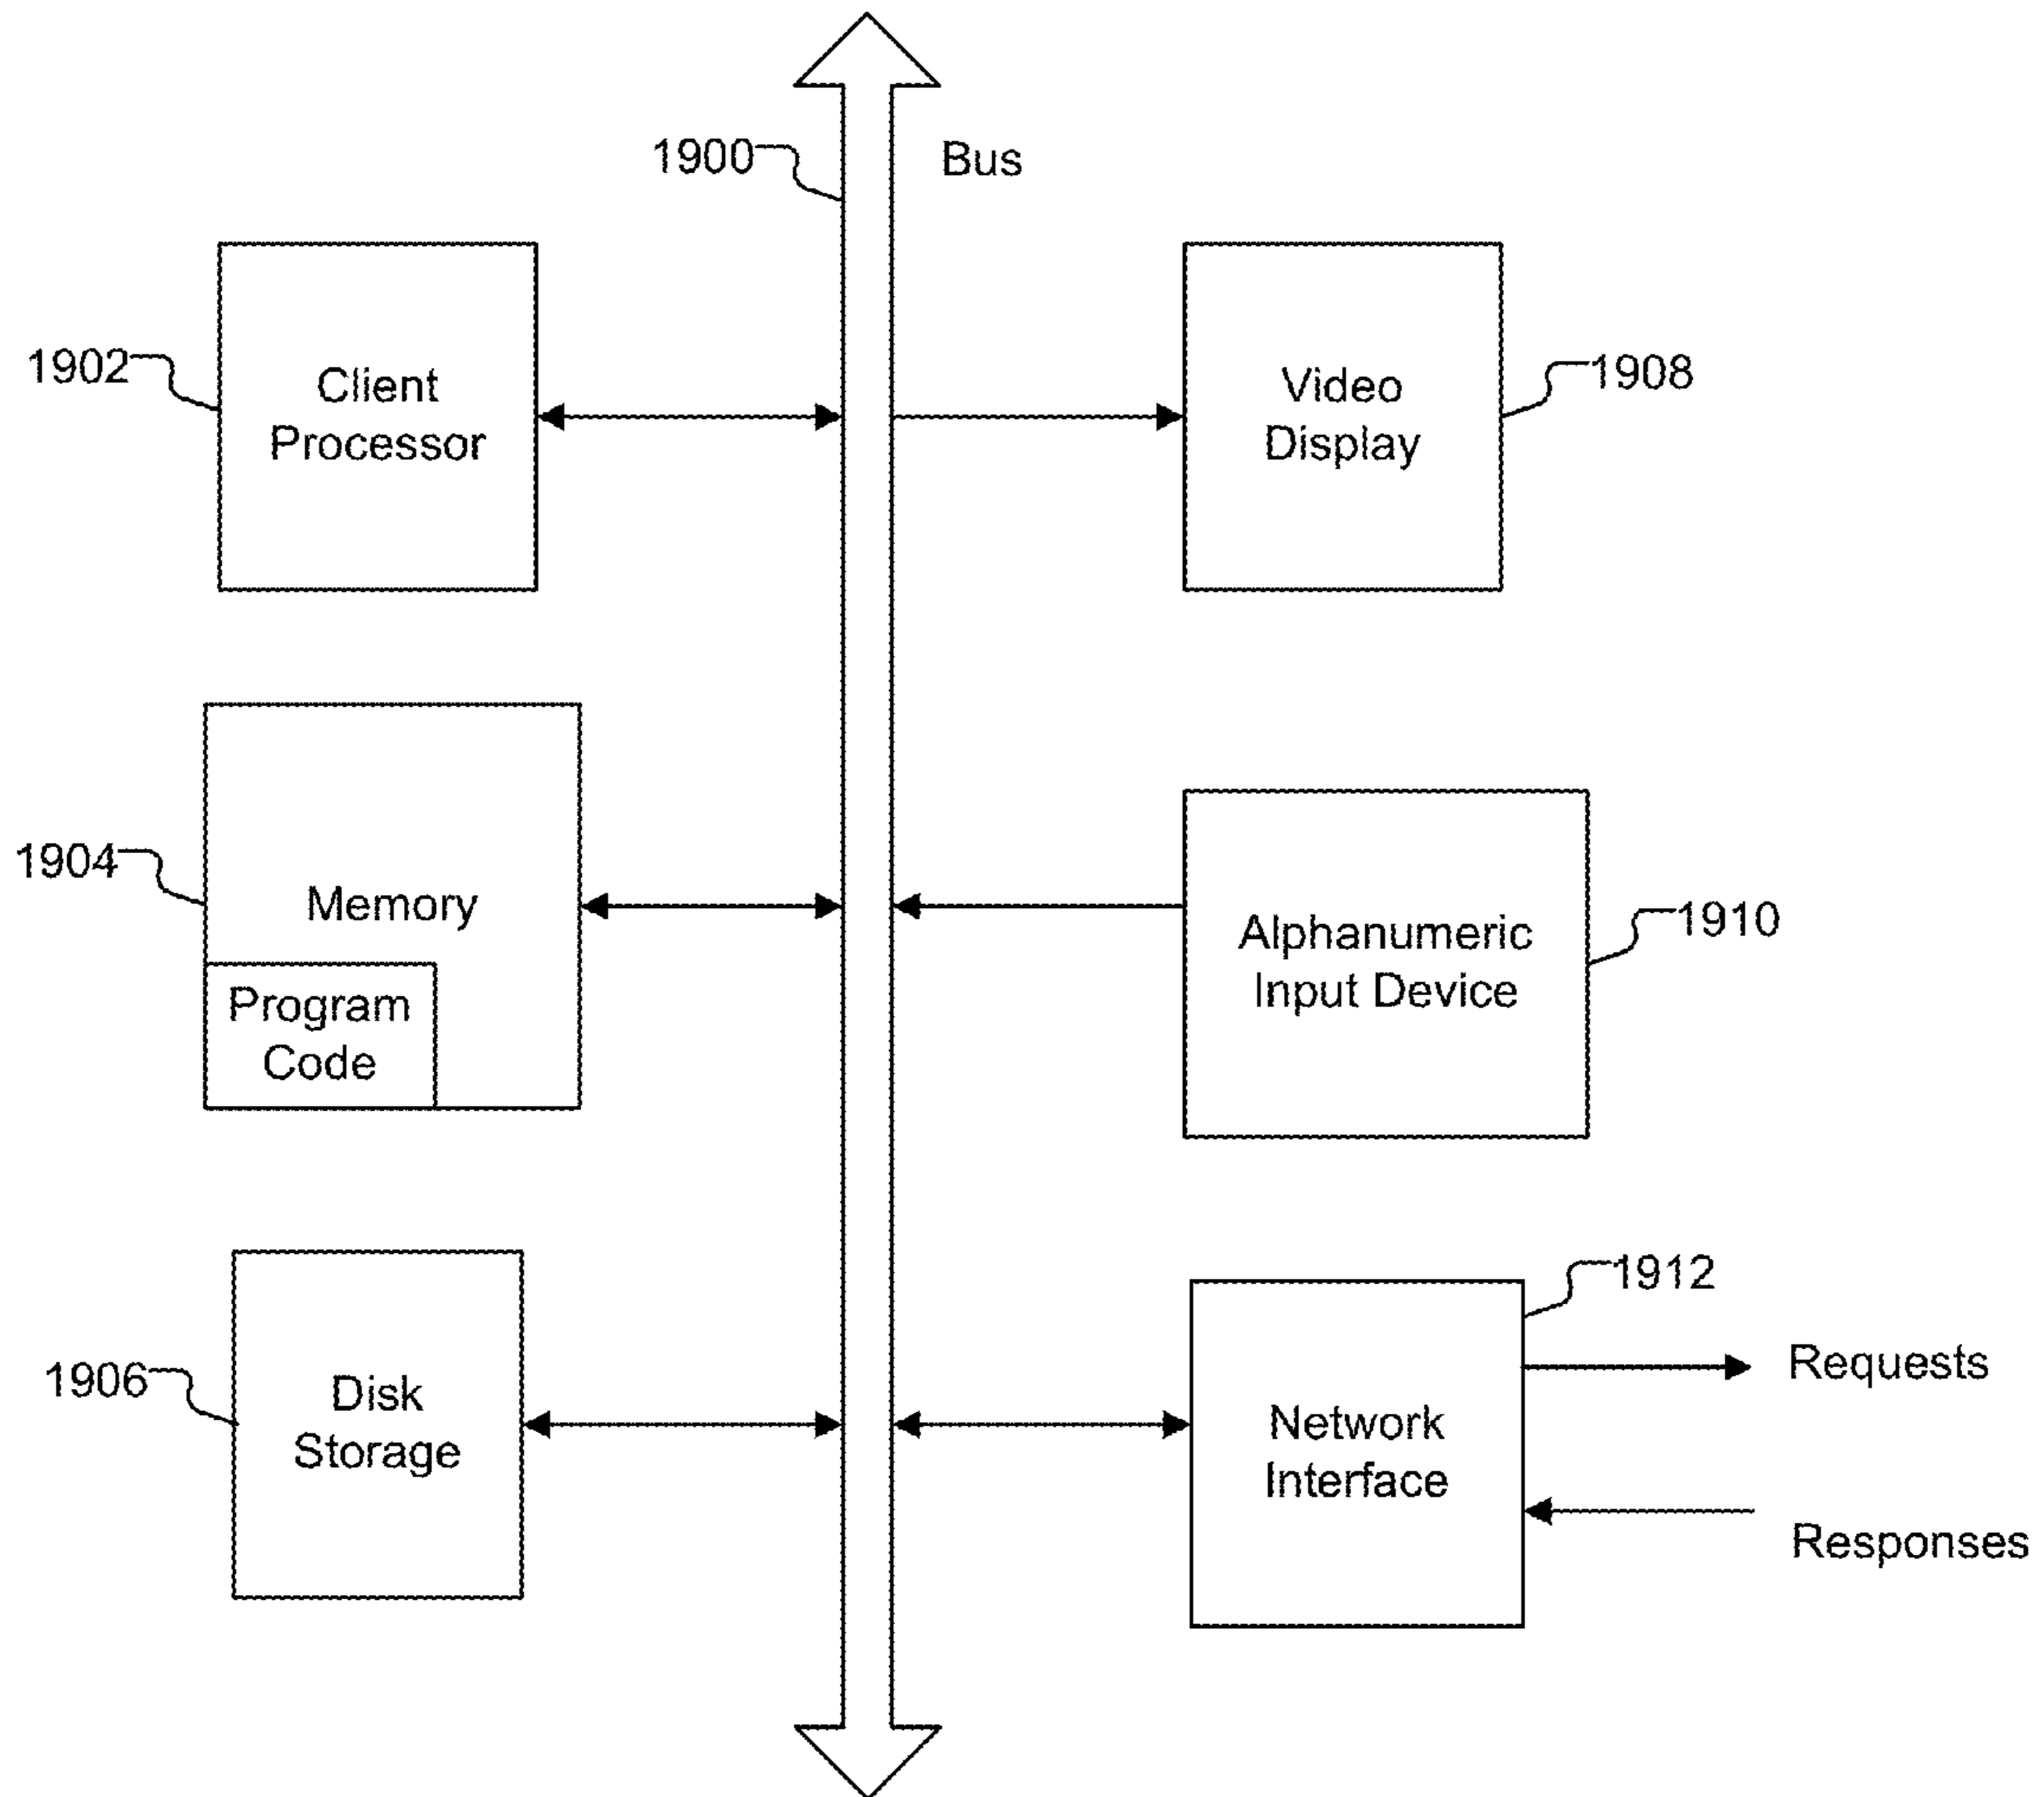 1900
Bus
1902
Client
Processor
Video
Display
1908
1904
Memory
Program
Code
Alphanumeric
Input Device
1910
1906
Disk
Storage
1912
Network
Interface
Requests
Responses